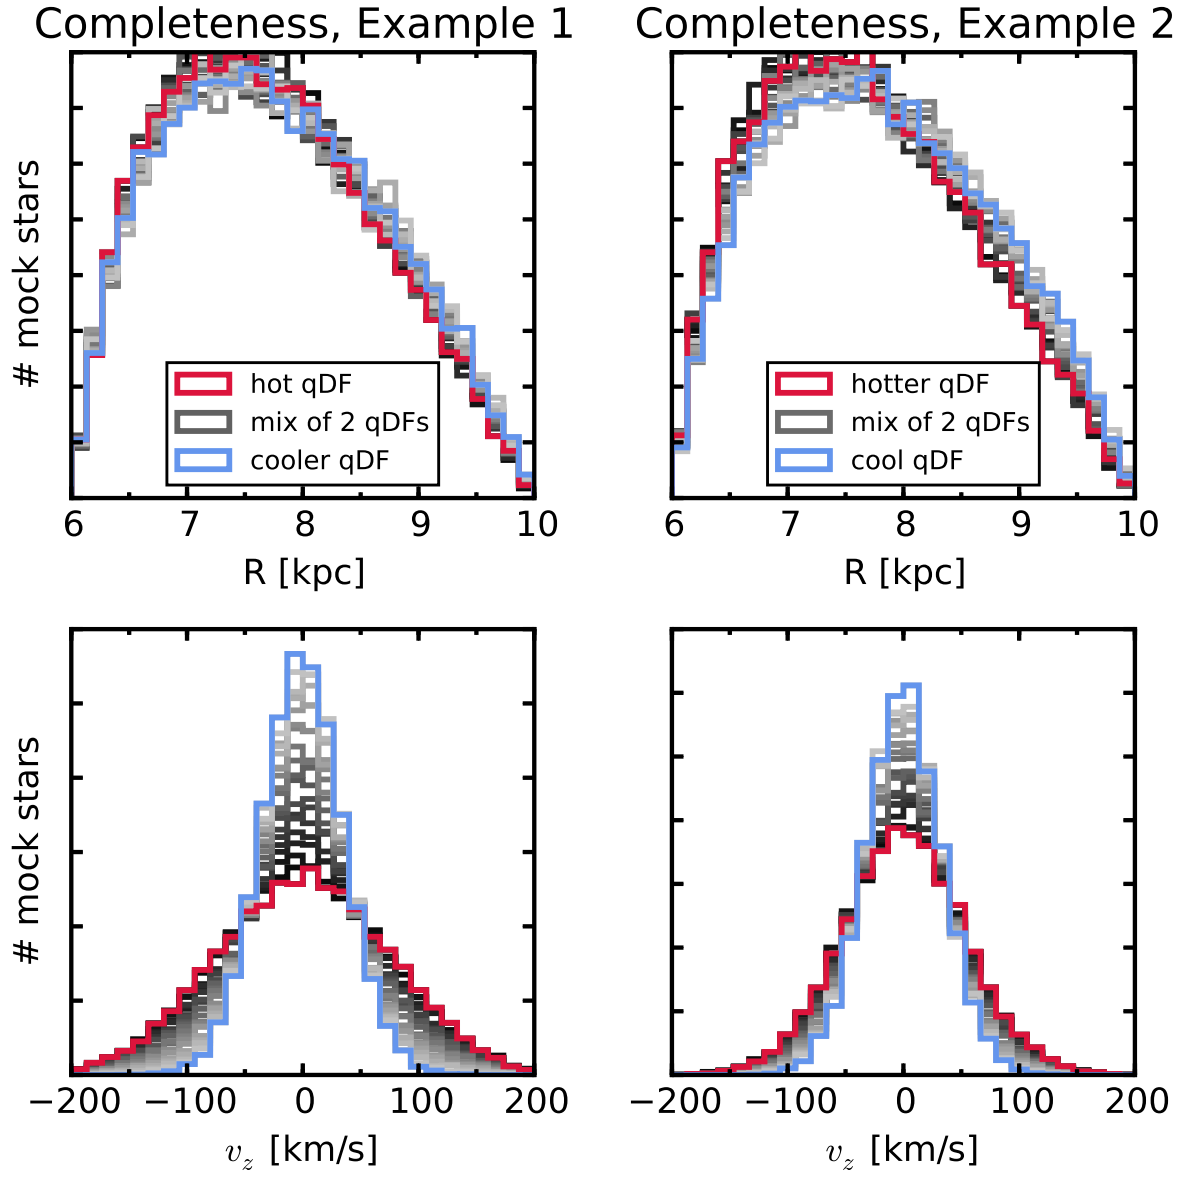 Completeness, Example 1
Completeness, Example 2
# mock stars
hot qDF
mix of 2 qDFs
cooler qDF
6 7 8 9 10
R [kpc]
hotter qDF
mix of 2 qDFs
cool qDF
6 7 8 9 10
R [kpc]
# mock stars
−200 −100 0 100 200
v_z [km/s]
−200 −100 0 100 200
v_z [km/s]